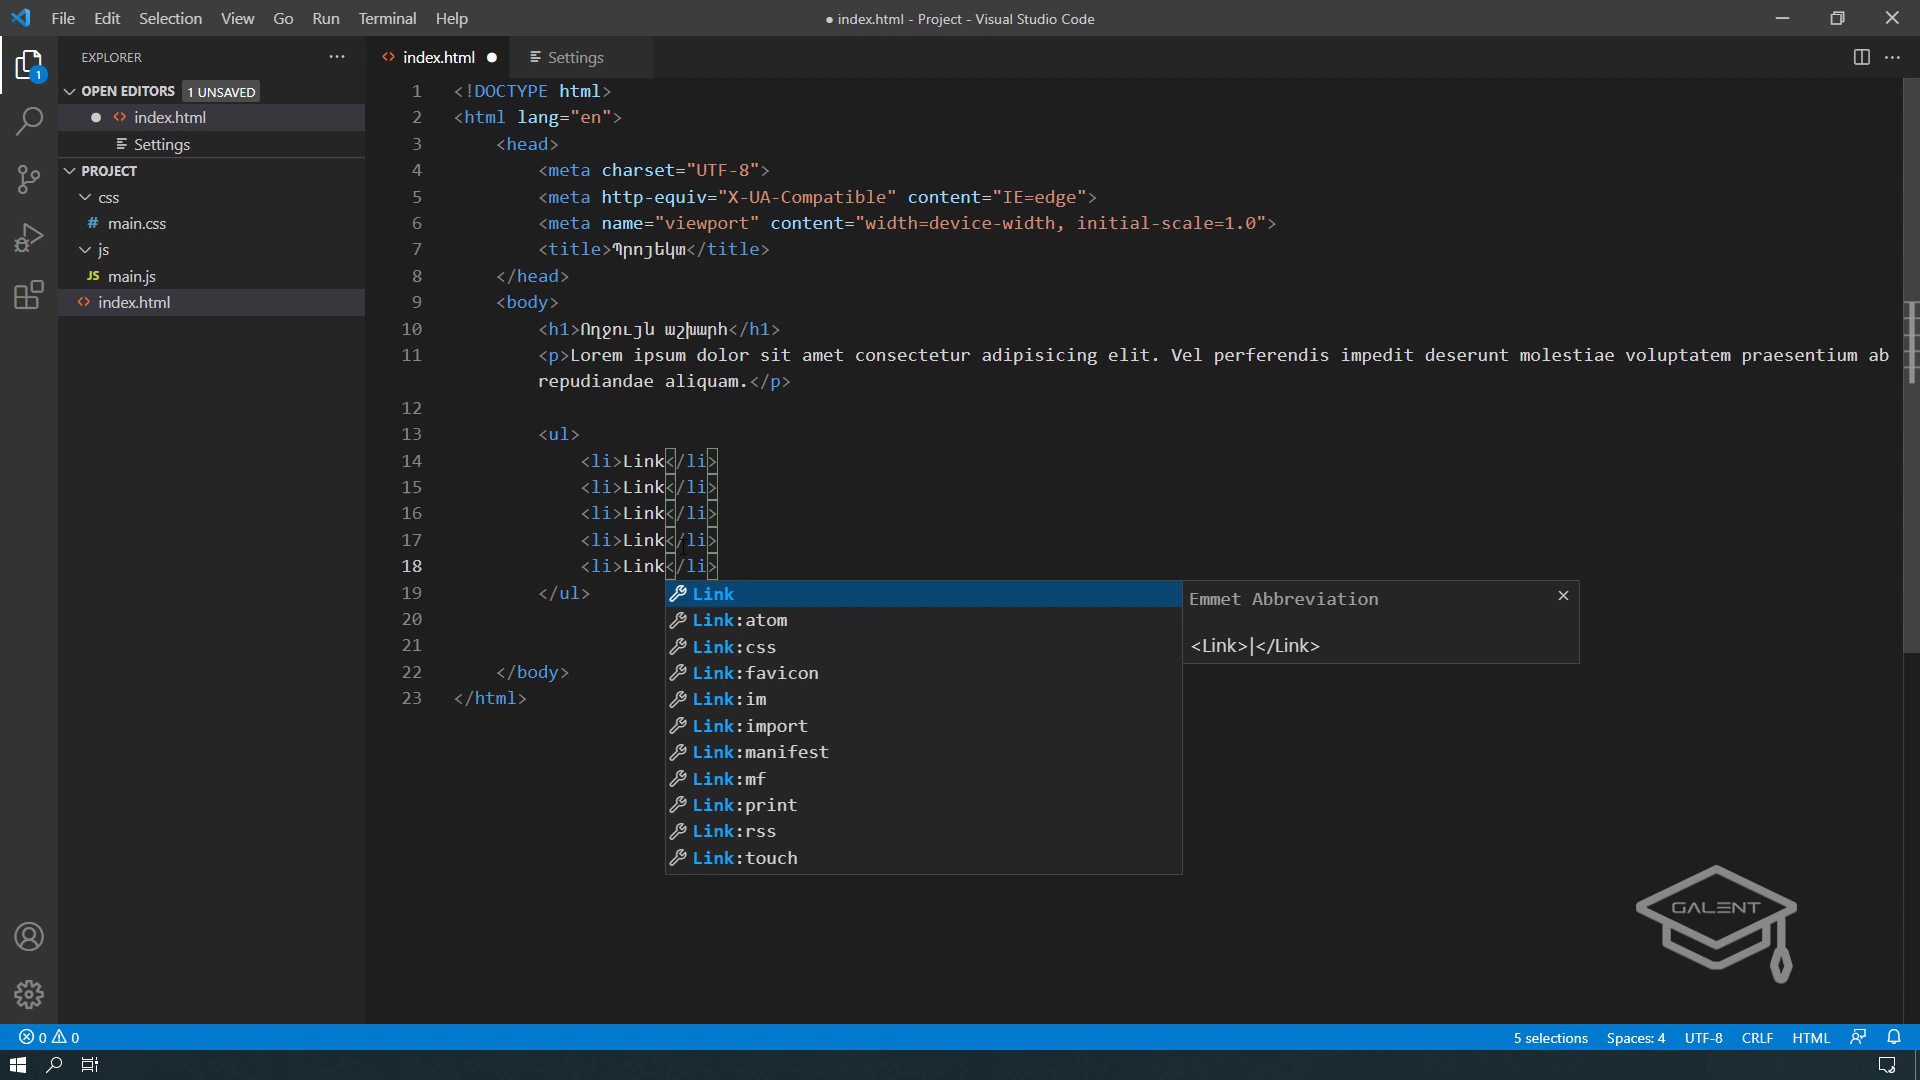 File Edit Selection View Go Run Terminal Help
● index.html - Project - Visual Studio Code
EXPLORER
OPEN EDITORS 1 UNSAVED
index.html
Settings
PROJECT
css
# main.css
js
JS main.js
index.html
1
index.html
Settings
1 <!DOCTYPE html>
2 <html lang="en">
3 <head>
4 <meta charset="UTF-8">
5 <meta http-equiv="X-UA-Compatible" content="IE=edge">
6 <meta name="viewport" content="width=device-width, initial-scale=1.0">
7 <title>Պրոյեկտ</title>
8 </head>
9 <body>
10 <h1>Ողջույն աշխարհ</h1>
11 <p>Lorem ipsum dolor sit amet consectetur adipisicing elit. Vel perferendis impedit deserunt molestiae voluptatem praesentium ab
repudiandae aliquam.</p>
12
13 <ul>
14 <li>Link</li>
15 <li>Link</li>
16 <li>Link</li>
17 <li>Link</li>
18 <li>Link</li>
19 </ul>
20
21
22 </body>
23 </html>
Link
Link:atom
Link:css
Link:favicon
Link:im
Link:import
Link:manifest
Link:mf
Link:print
Link:rss
Link:touch
Emmet Abbreviation
<Link>|</Link>
GALENT
0 0
5 selections Spaces: 4 UTF-8 CRLF HTML